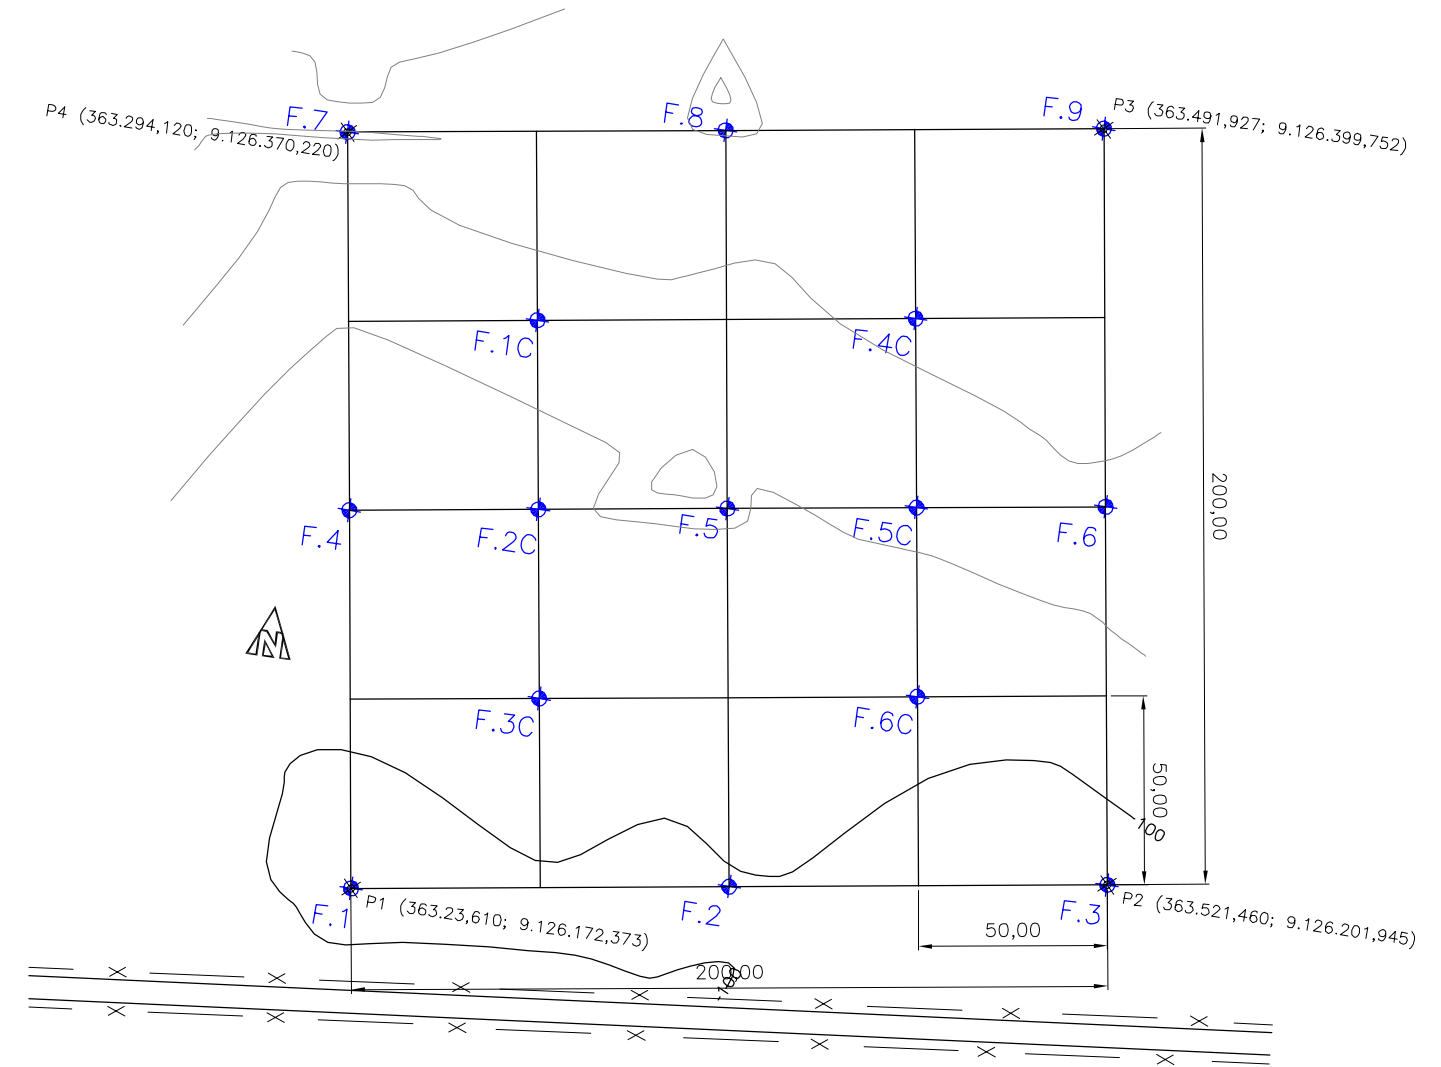 F.7
F.8
F.9
P3 (363.491,927; 9.126.399,752)
P4 (363.294,120; 9.126.370,220)
F.1C
F.4C
200,00
F.4
F.2C
F.5
F.5C
F.6
N
F.3C
F.6C
50,00
100
F.1
P1 (363.23,610; 9.126.172,373)
F.2
F.3
P2 (363.521,460; 9.126.201,945)
50,00
200,00